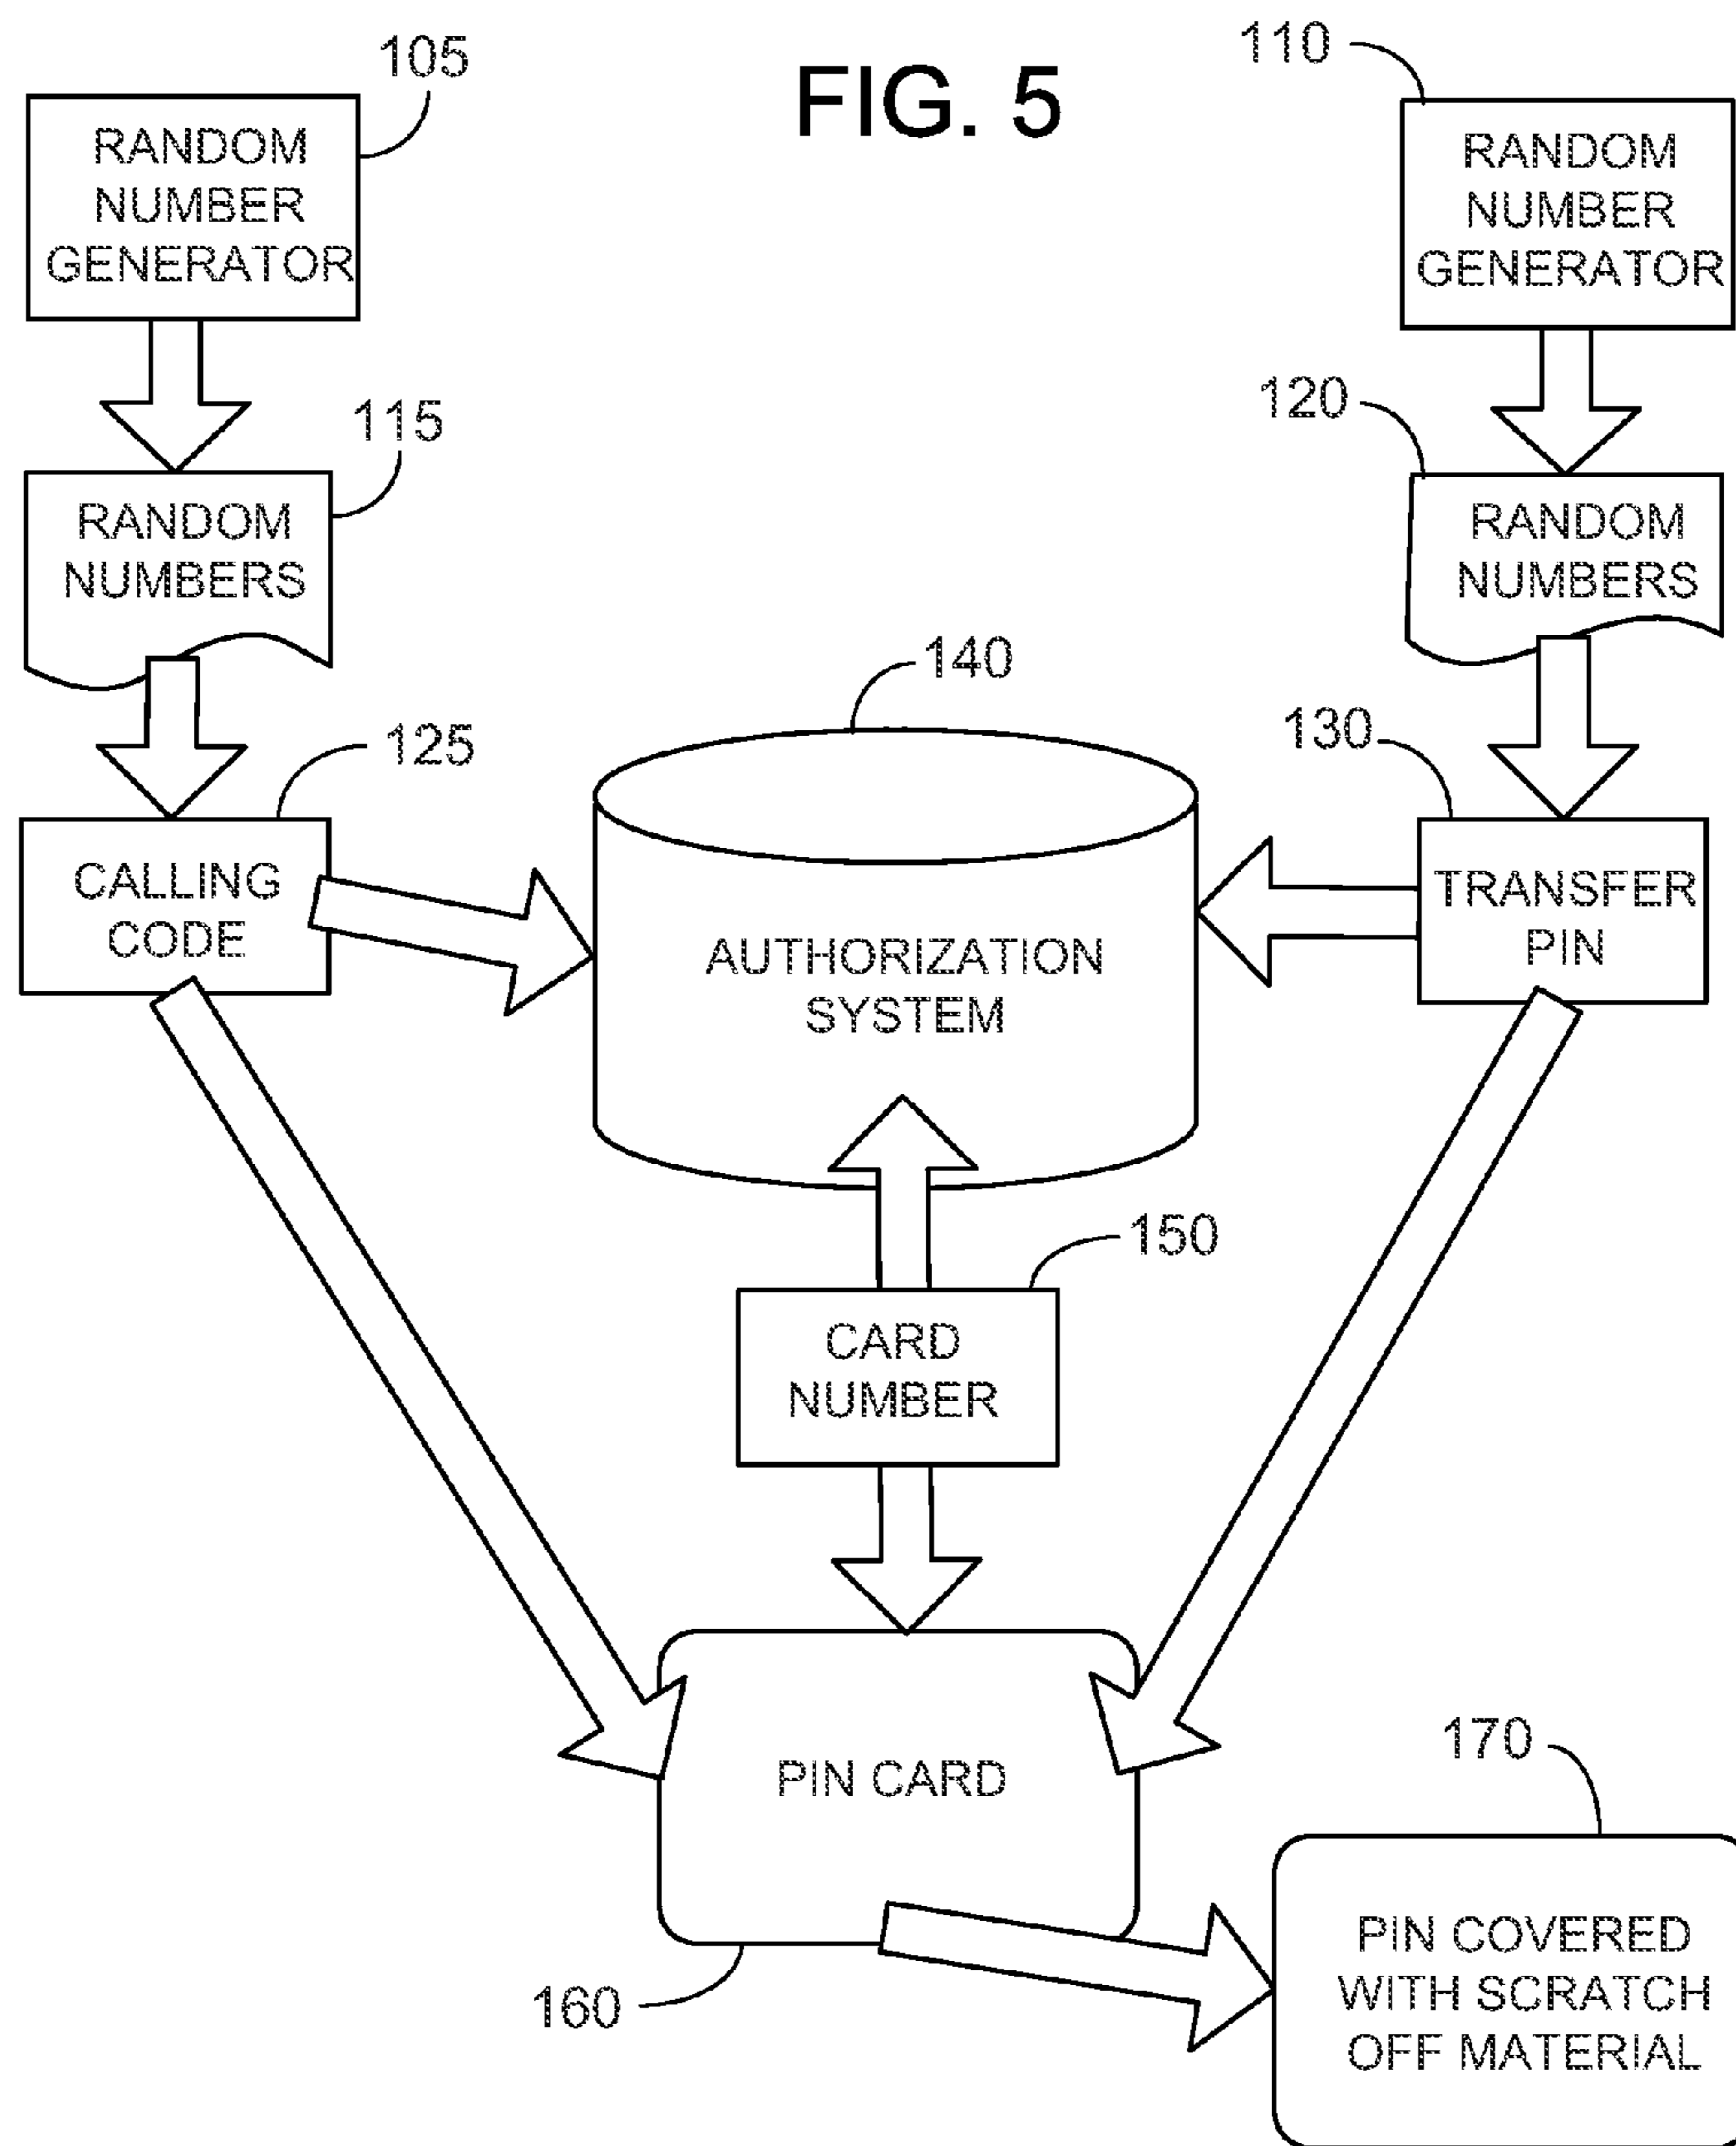 FIG. 5
105
RANDOM
NUMBER
GENERATOR
110
RANDOM
NUMBER
GENERATOR
115
RANDOM
NUMBERS
120
RANDOM
NUMBERS
125
CALLING
CODE
140
AUTHORIZATION
SYSTEM
130
TRANSFER
PIN
150
CARD
NUMBER
PIN CARD
160
170
PIN COVERED
WITH SCRATCH
OFF MATERIAL